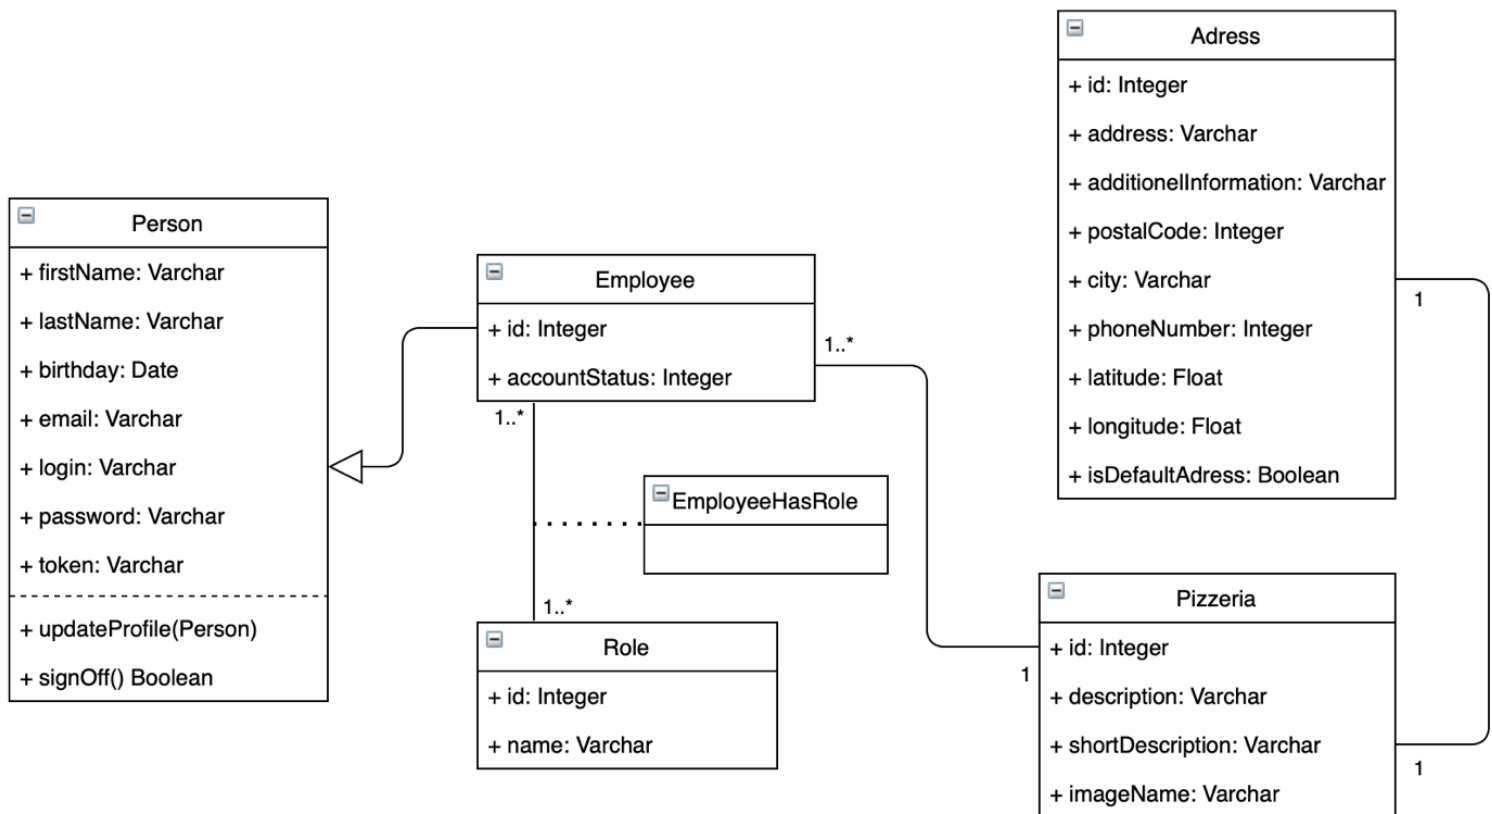 Adress
+ id: Integer
+ address: Varchar
+ additionelInformation: Varchar
+ postalCode: Integer
+ city: Varchar
+ phoneNumber: Integer
+ latitude: Float
+ longitude: Float
+ isDefaultAdress: Boolean
1
Person
+ firstName: Varchar
+ lastName: Varchar
+ birthday: Date
+ email: Varchar
+ login: Varchar
+ password: Varchar
+ token: Varchar
+ updateProfile(Person)
+ signOff() Boolean
Employee
+ id: Integer
+ accountStatus: Integer
1..*
1..*
EmployeeHasRole
1..*
Role
+ id: Integer
+ name: Varchar
1
Pizzeria
+ id: Integer
+ description: Varchar
+ shortDescription: Varchar
+ imageName: Varchar
1